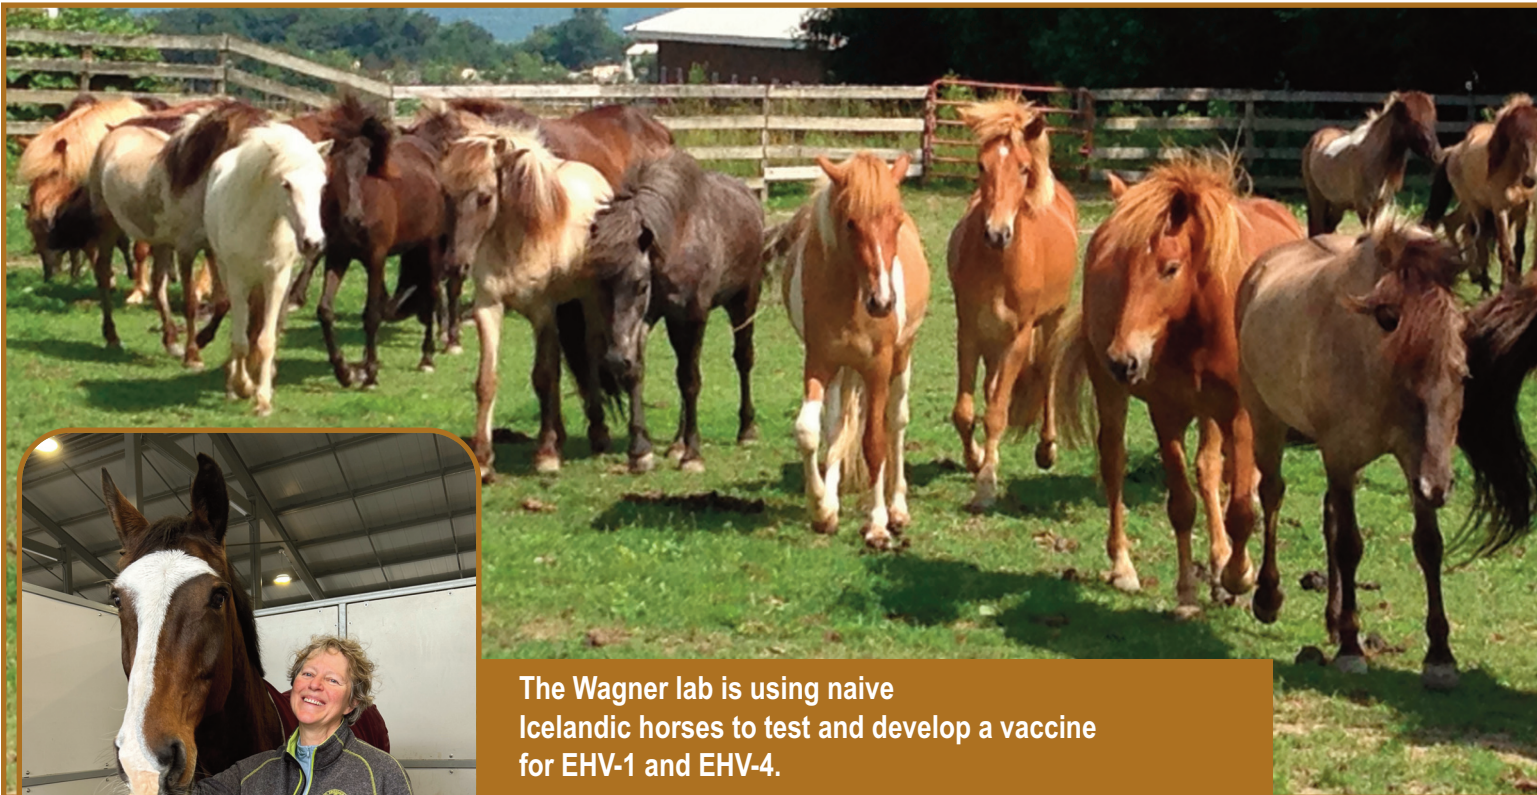 The Wagner lab is using naive
Icelandic horses to test and develop a vaccine
for EHV-1 and EHV-4.